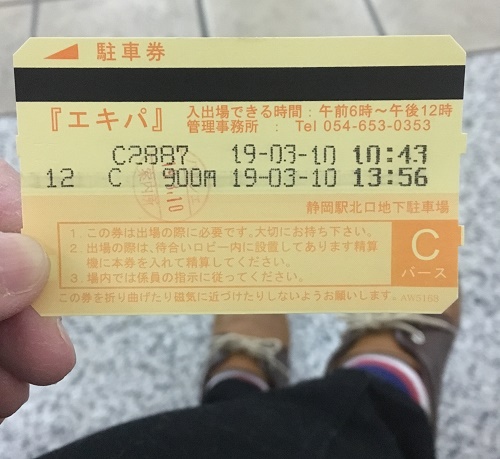 駐車券
『エキパ』
入出場できる時間：午前6時～午後12時
管理事務所 ： Tel 054-653-0353
C2887 19-03-10 10:43
12 C 900円 19-03-10 13:56
静岡駅北口地下駐車場
1. この券は出場の際に必要です。大切にお持ち下さい。
2. 出場の際は、待合いロビー内に設置してあります精算
機に本券を入れて精算してください。
3. 場内では係員の指示に従ってください。
C
バース
この券を折り曲げたり磁気に近づけたりしないようお願いします。 AW5169